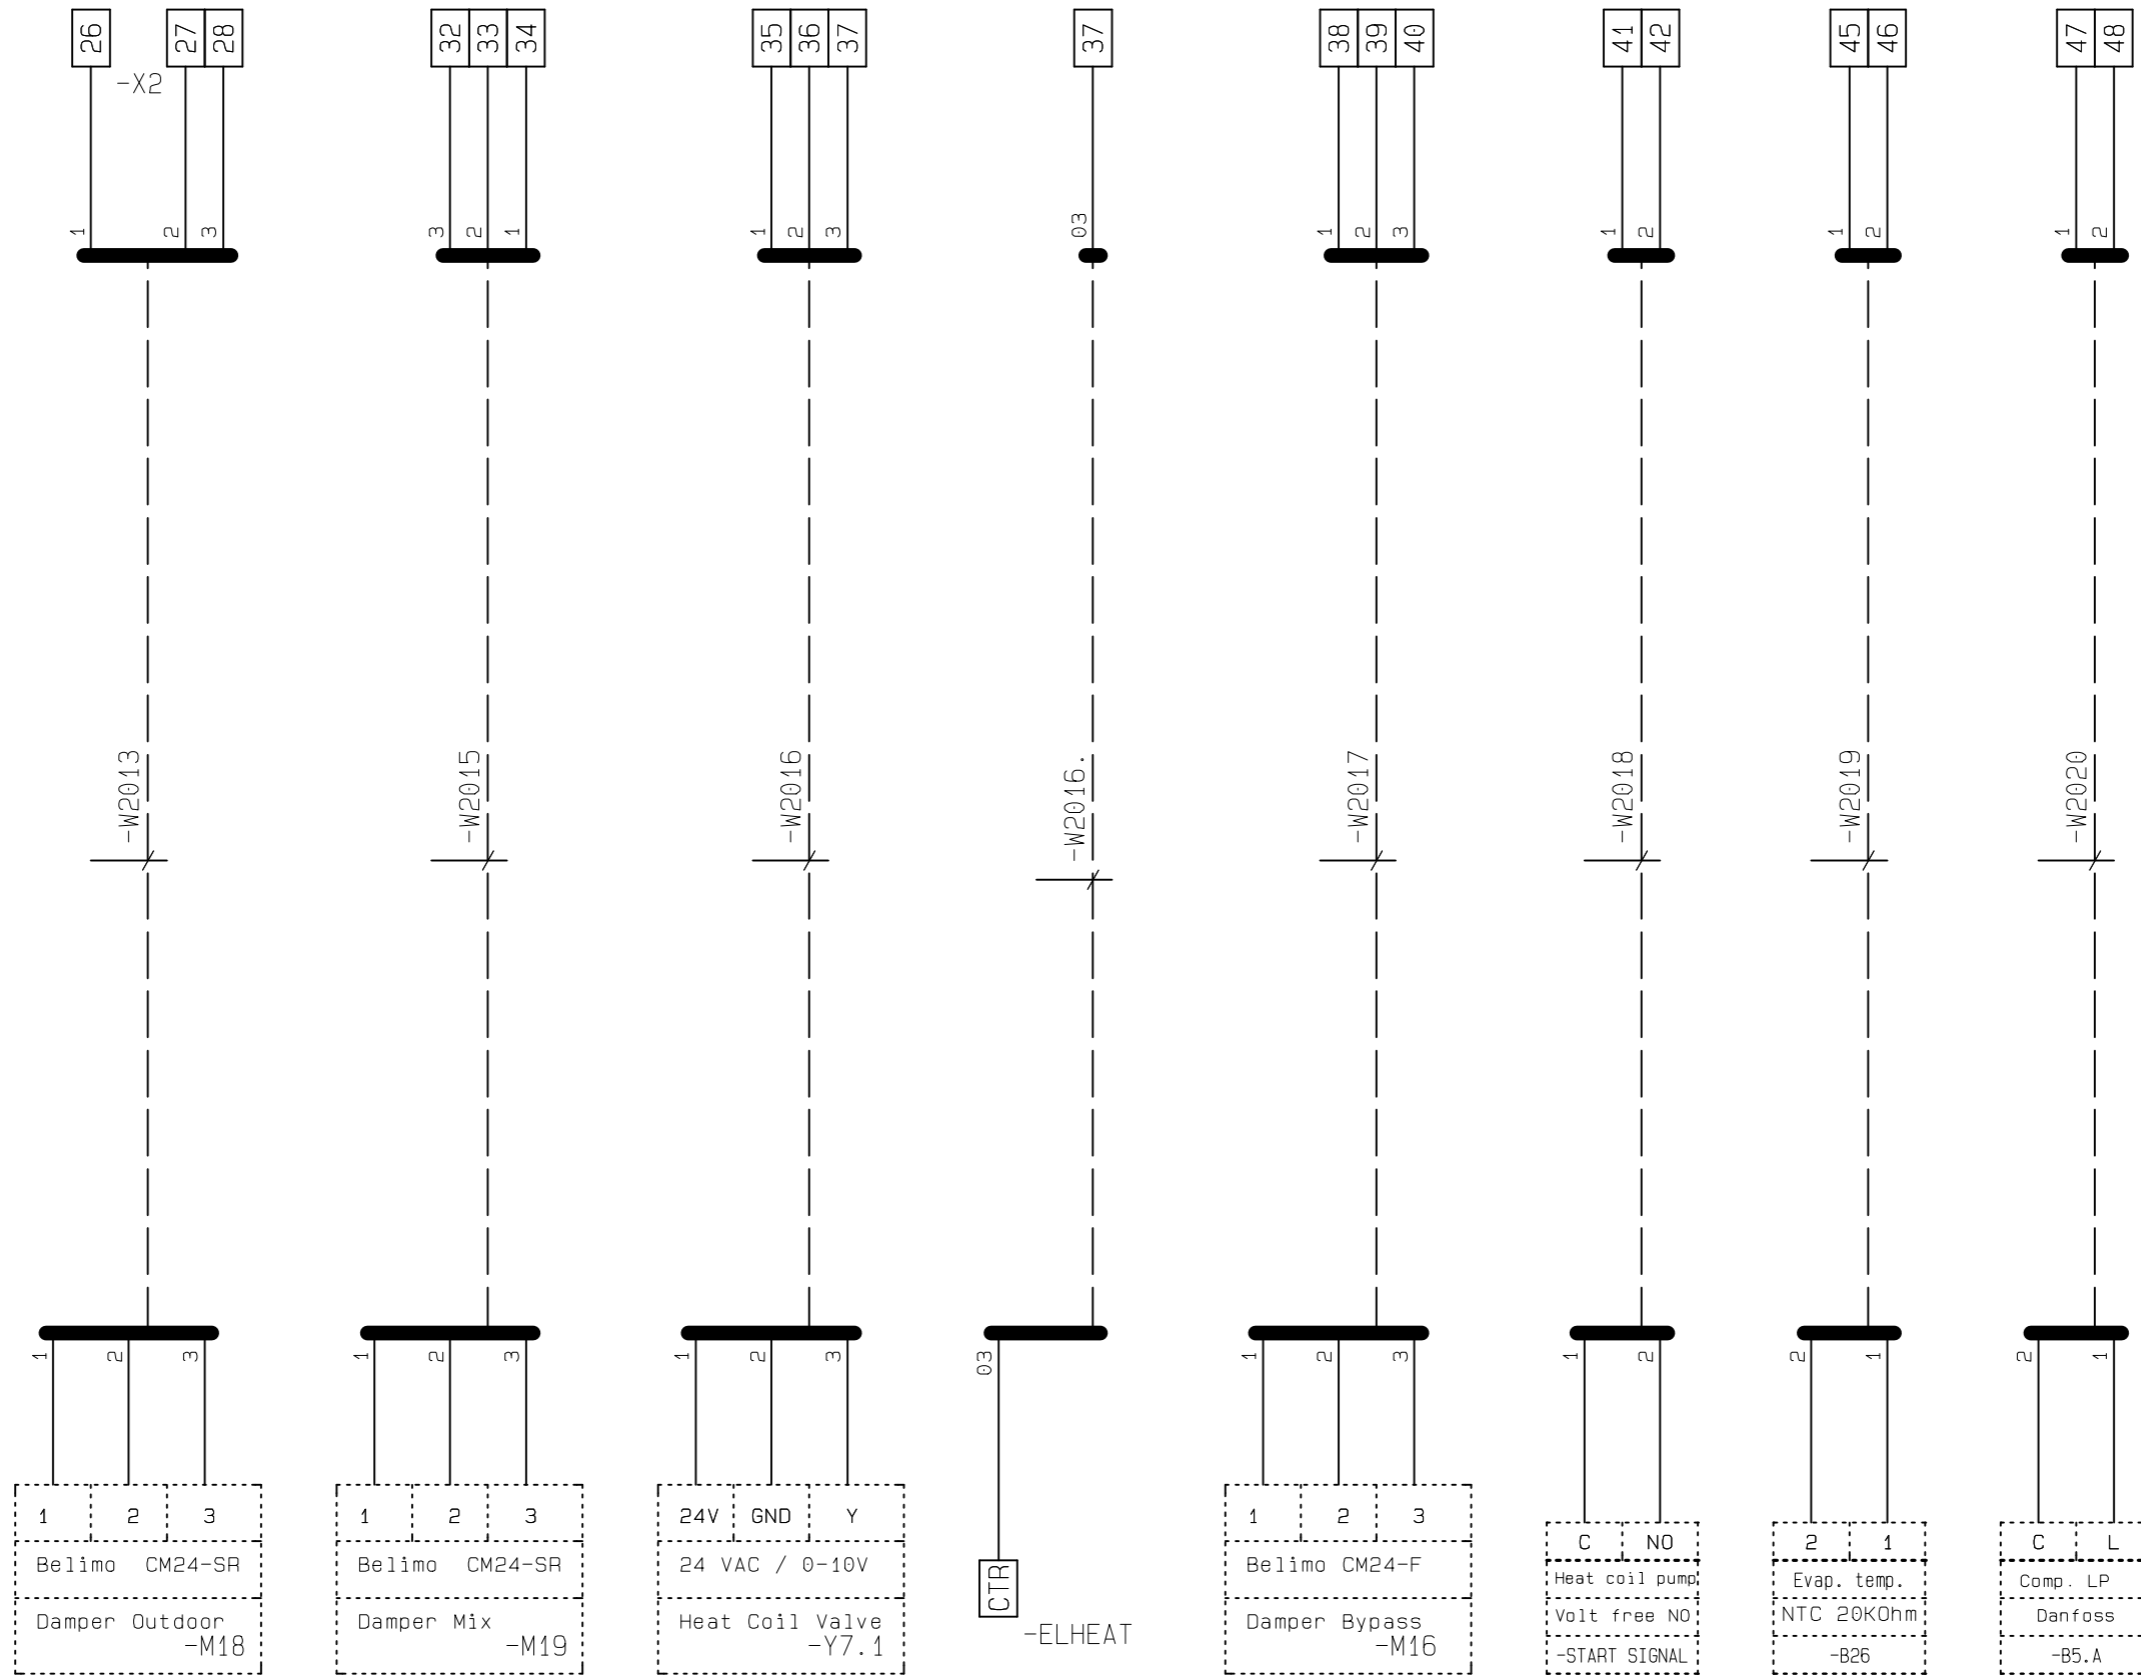 26 27 28 32 33 34 35 36 37 37 38 39 40 41 42 45 46 47 48
-X2
1 2 3 3 2 1 1 2 3 03 1 2 3 1 2 1 2 1 2
-W2013 -W2015 -W2016 -W2016. -W2017 -W2018 -W2019 -W2020
1 2 3 1 2 3 1 2 3 03 1 2 3 1 2 2 1 2 1
1 2 3
Belimo CM24-SR
Damper Outdoor
-M18
1 2 3
Belimo CM24-SR
Damper Mix
-M19
24V GND Y
24 VAC / 0-10V
Heat Coil Valve
-Y7.1
CTR
-ELHEAT
1 2 3
Belimo CM24-F
Damper Bypass
-M16
C NO
Heat coil pump
Volt free NO
-START SIGNAL
2 1
Evap. temp.
NTC 20KOhm
-B26
C L
Comp. LP
Danfoss
-B5.A